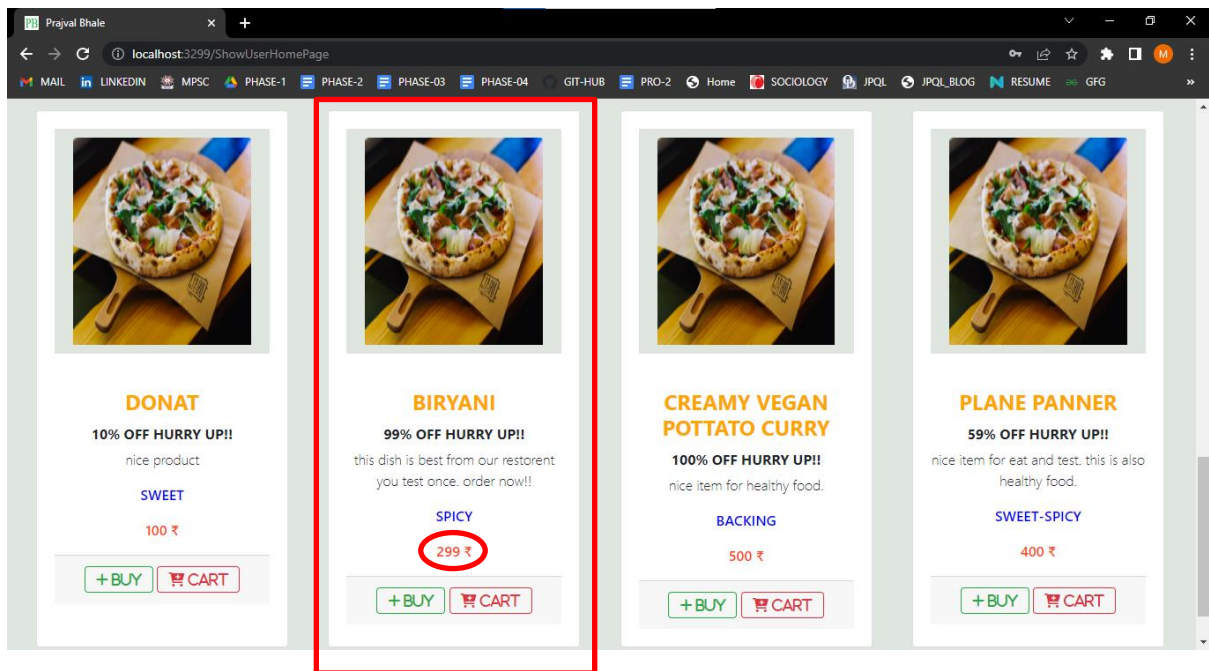 PB Prajval Bhale
localhost:3299/ShowUserHomePage
M
MAIL in LINKEDIN MPSC PHASE-1 PHASE-2 PHASE-03 PHASE-04 GIT-HUB PRO-2 Home SOCIOLOGY JPQL JPQL_BLOG RESUME GFG »
DONAT
10% OFF HURRY UP!!
nice product
SWEET
100 ₹
+ BUY CART
BIRYANI
99% OFF HURRY UP!!
this dish is best from our restorent
you test once. order now!!
SPICY
299 ₹
+ BUY CART
CREAMY VEGAN
POTTATO CURRY
100% OFF HURRY UP!!
nice item for healthy food.
BACKING
500 ₹
+ BUY CART
PLANE PANNER
59% OFF HURRY UP!!
nice item for eat and test. this is also
healthy food.
SWEET-SPICY
400 ₹
+ BUY CART